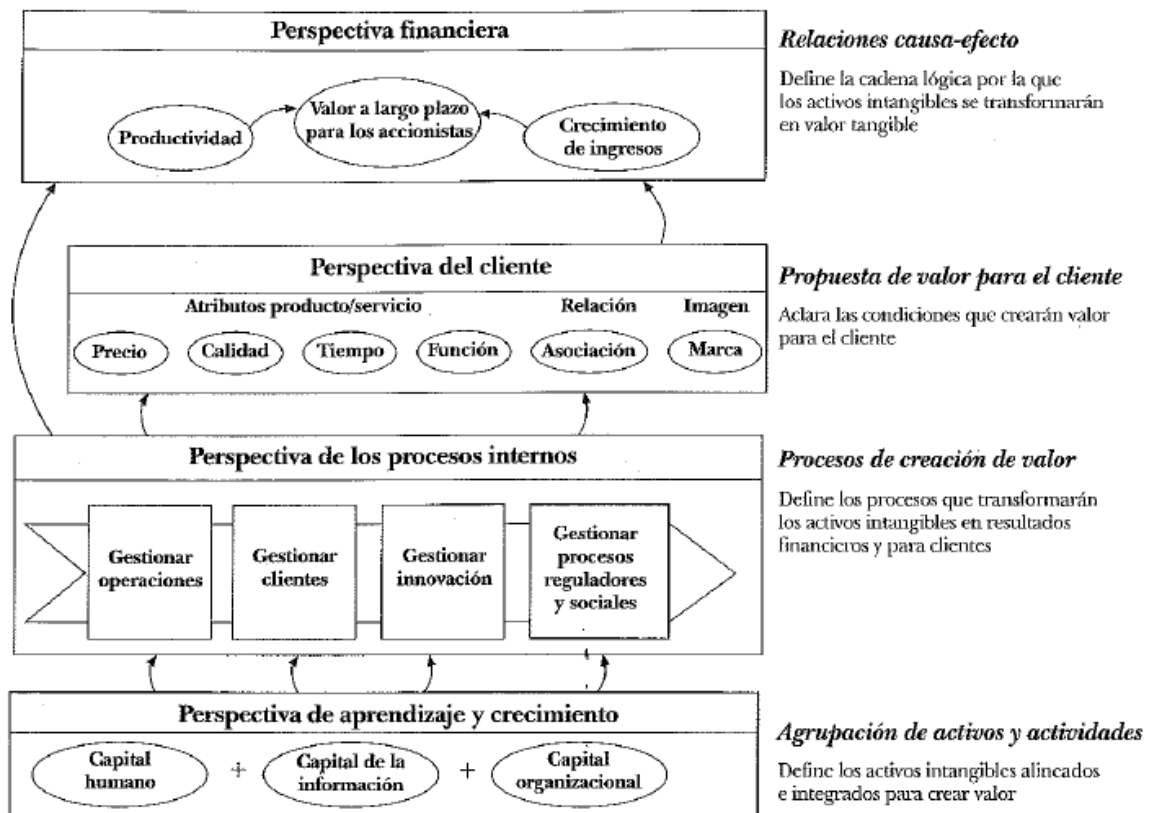 Perspectiva financiera
Productividad
Valor a largo plazo
para los accionistas
Crecimiento
de ingresos
Relaciones causa-efecto
Define la cadena lógica por la que
los activos intangibles se transformarán
en valor tangible
Perspectiva del cliente
Atributos producto/servicio
Relación
Imagen
Precio
Calidad
Tiempo
Función
Asociación
Marca
Propuesta de valor para el cliente
Aclara las condiciones que crearán valor
para el cliente
Perspectiva de los procesos internos
Gestionar
operaciones
Gestionar
clientes
Gestionar
innovación
Gestionar
procesos
reguladores
y sociales
Procesos de creación de valor
Define los procesos que transformarán
los activos intangibles en resultados
financieros y para clientes
Perspectiva de aprendizaje y crecimiento
Capital
humano
+
Capital de la
información
+
Capital
organizacional
Agrupación de activos y actividades
Define los activos intangibles alineados
e integrados para crear valor